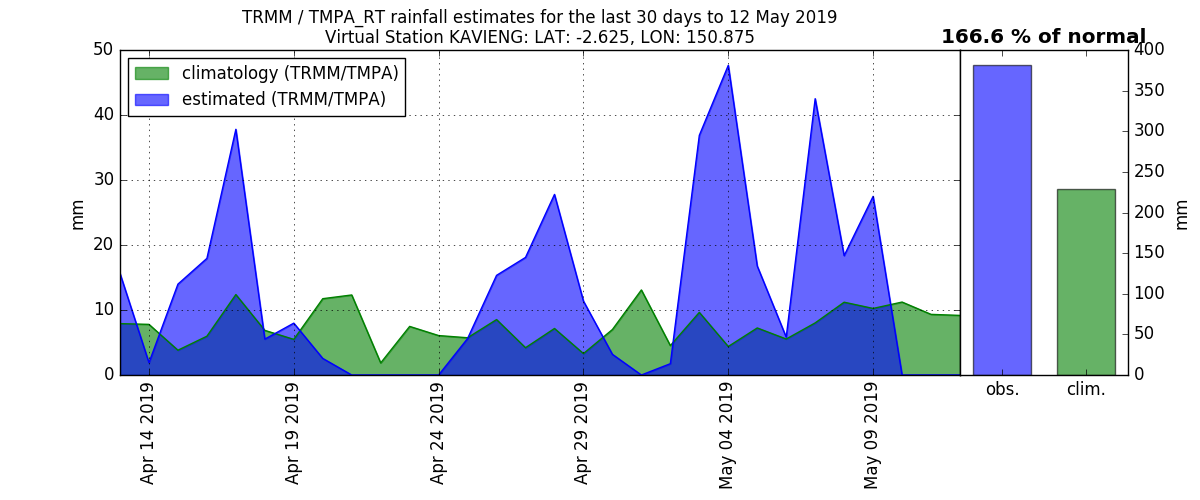 TRMM / TMPA_RT rainfall estimates for the last 30 days to 12 May 2019
Virtual Station KAVIENG: LAT: -2.625, LON: 150.875
166.6 % of normal
climatology (TRMM/TMPA)
estimated (TRMM/TMPA)
50
40
30
20
10
0
mm
Apr 14 2019
Apr 19 2019
Apr 24 2019
Apr 29 2019
May 04 2019
May 09 2019
400
350
300
250
200
150
100
50
0
mm
obs.
clim.